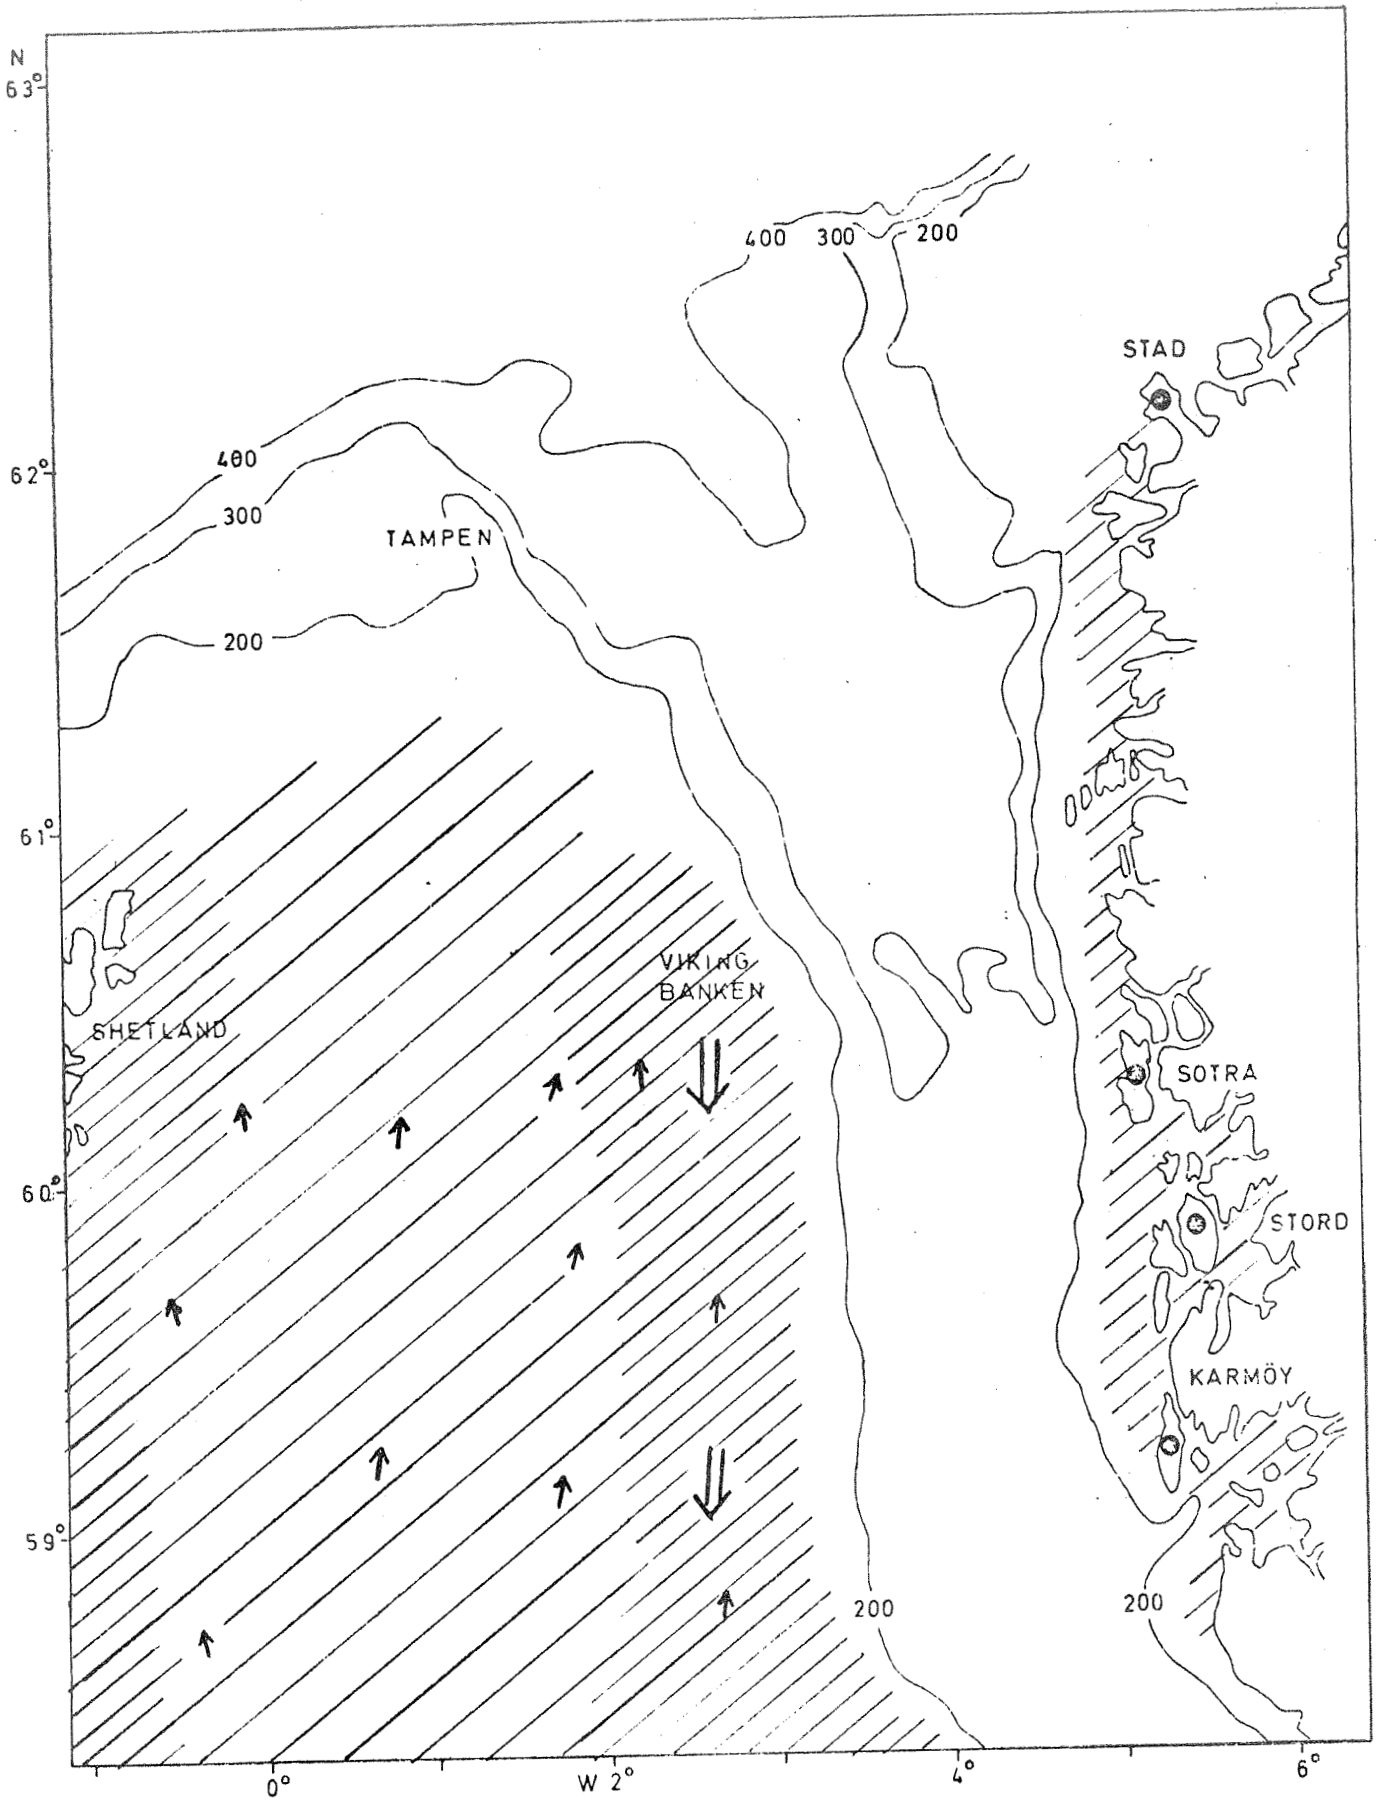 N
63°
400 300 200
STAD
400
62°
300
TAMPEN
200
61°
VIKING
BANKEN
SHETLAND
SOTRA
60°
STORD
KARMÖY
59°
200 200
0° W 2° 4° 6°